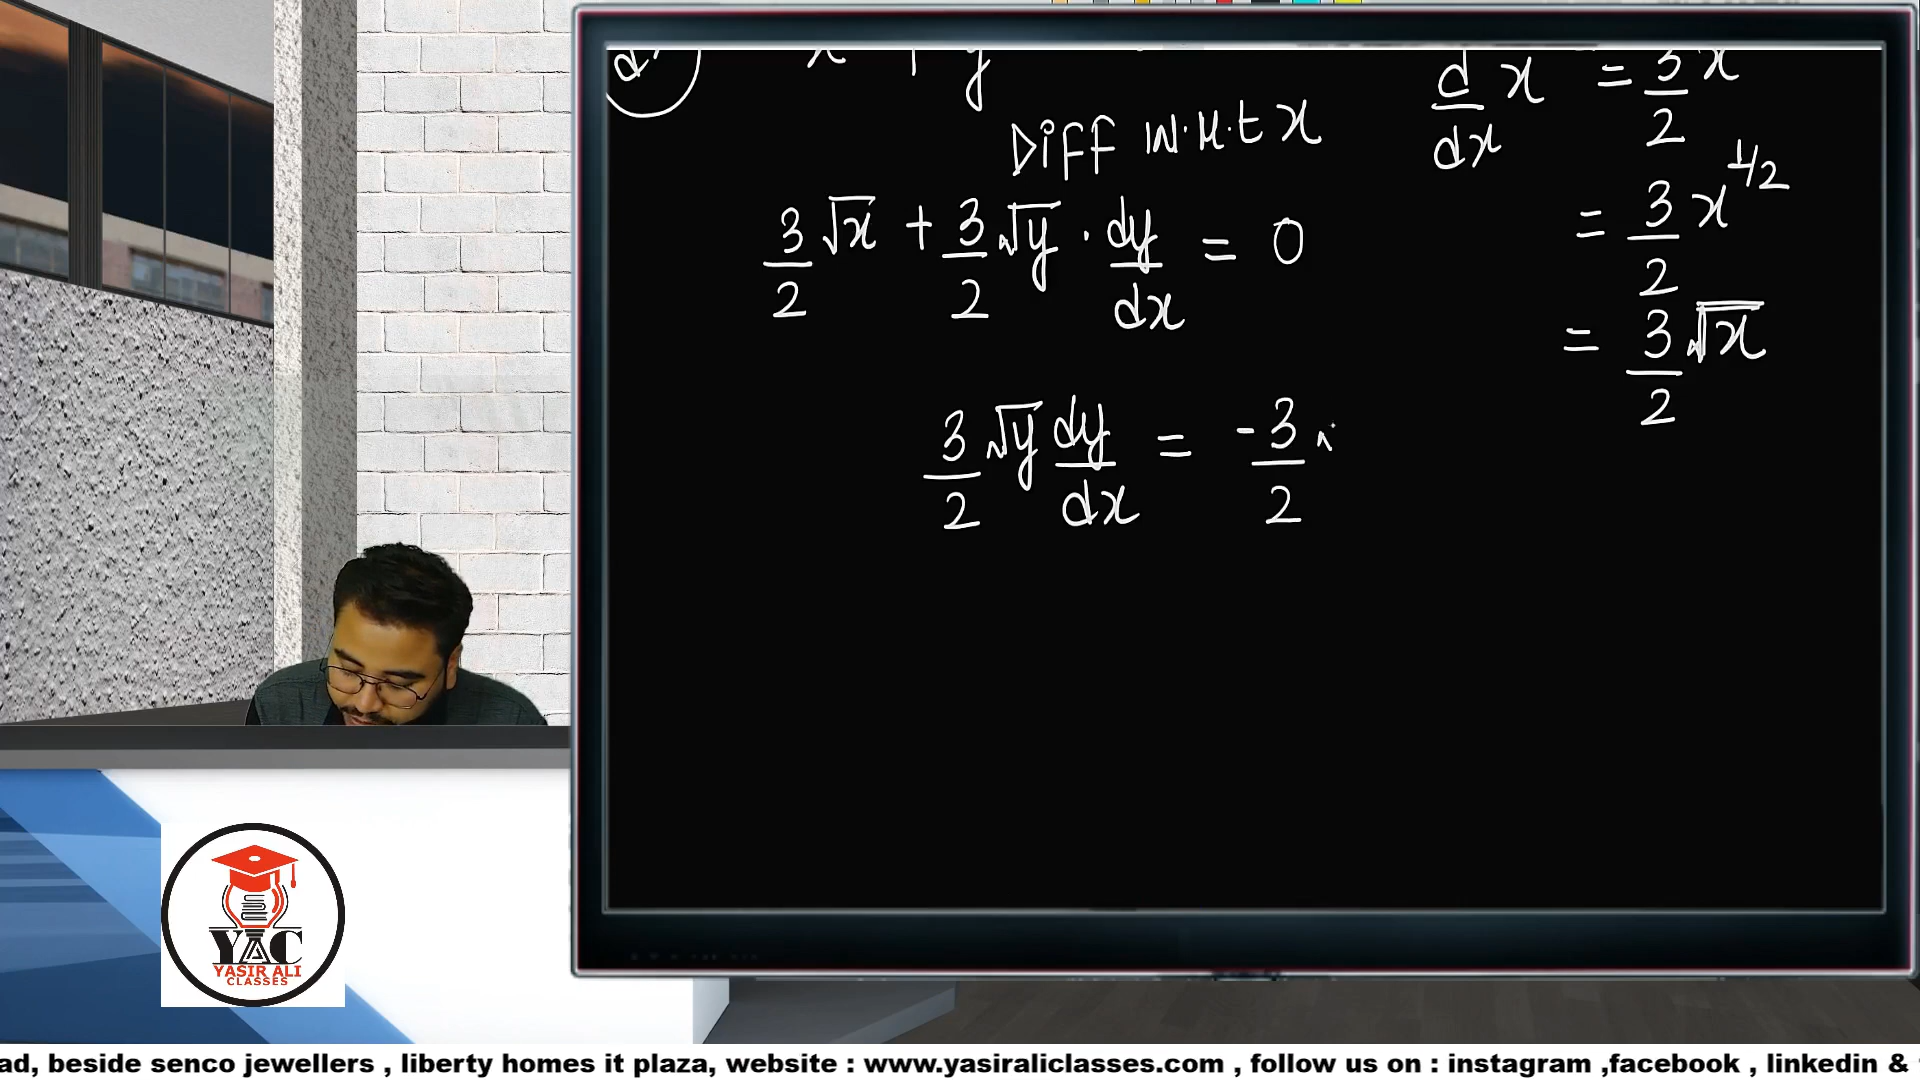 x + y
d/dx x = 3/2 x
Diff w.r.t x
= 3/2 x^1/2
3/2 √x + 3/2 √y · dy/dx = 0
= 3/2 √x
3/2 √y dy/dx = -3/2
YAC
YASIR ALI
CLASSES
ad, beside senco jewellers , liberty homes it plaza, website : www.yasiraliclasses.com , follow us on : instagram ,facebook , linkedin &